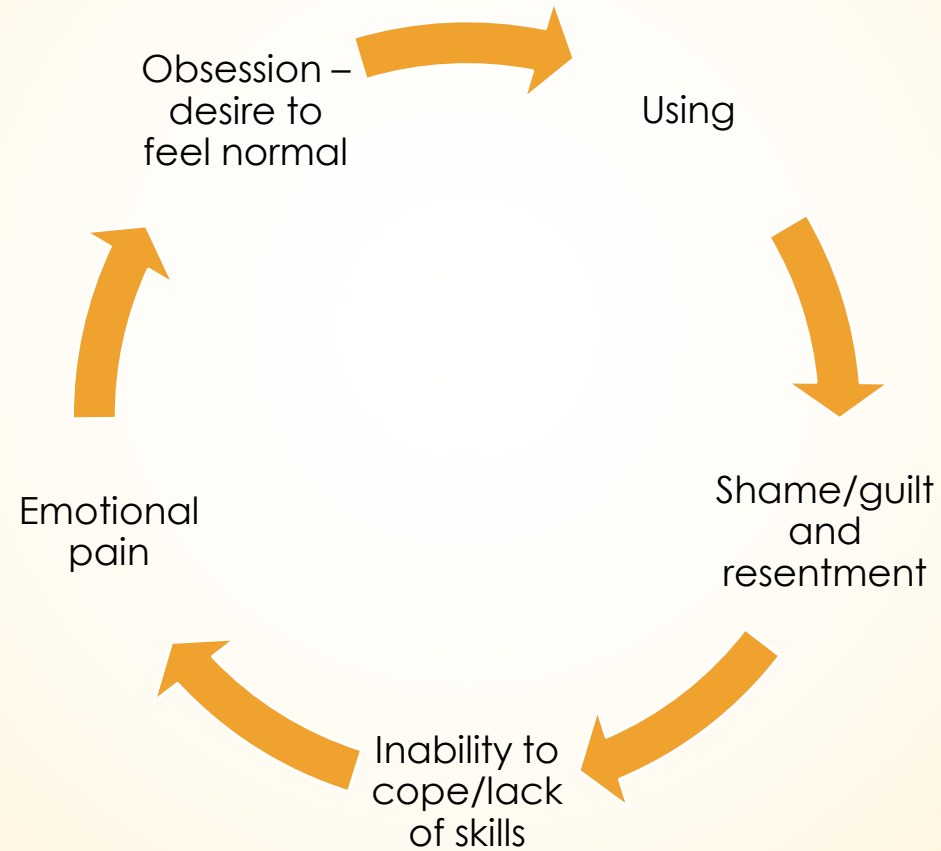 Obsession –
desire to
feel normal
Using
Shame/guilt
and
resentment
Inability to
cope/lack
of skills
Emotional
pain